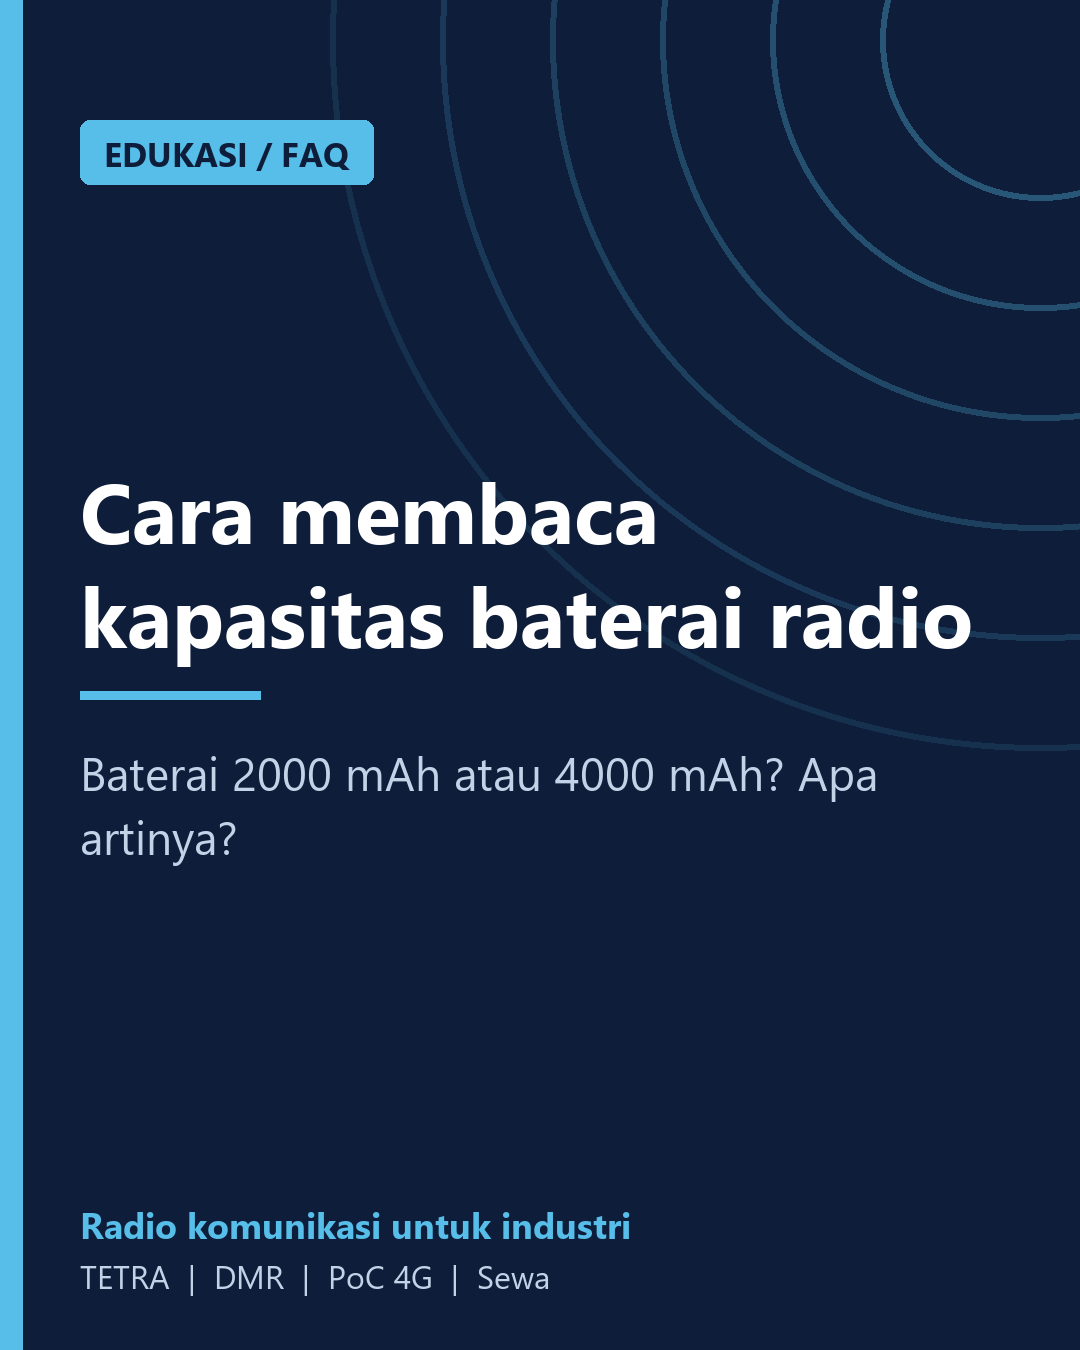 EDUKASI / FAQ
Cara membaca
kapasitas baterai radio
Baterai 2000 mAh atau 4000 mAh? Apa
artinya?
Radio komunikasi untuk industri
TETRA | DMR | PoC 4G | Sewa